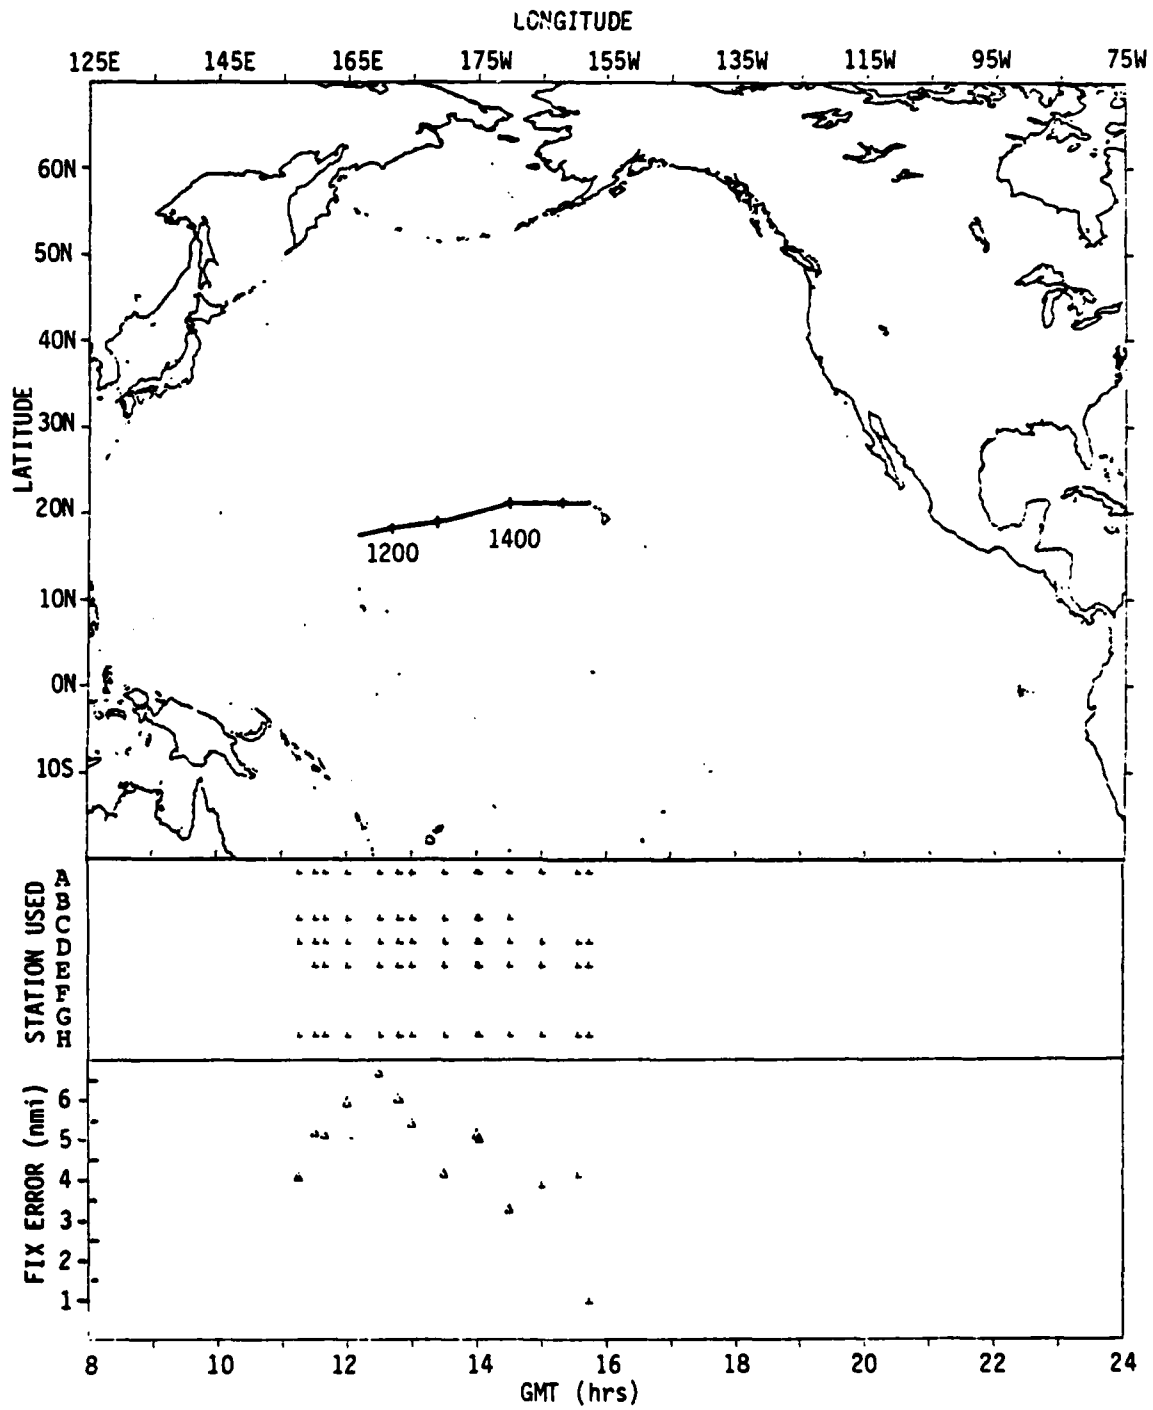 LONGITUDE
125E 145E 165E 175W 155W 135W 115W 95W 75W
LATITUDE
60N
50N
40N
30N
20N
10N
0N
10S
1200
1400
STATION USED
A
B
C
D
E
F
G
H
FIX ERROR (nmi)
6
5
4
3
2
1
8 10 12 14 16 18 20 22 24
GMT (hrs)